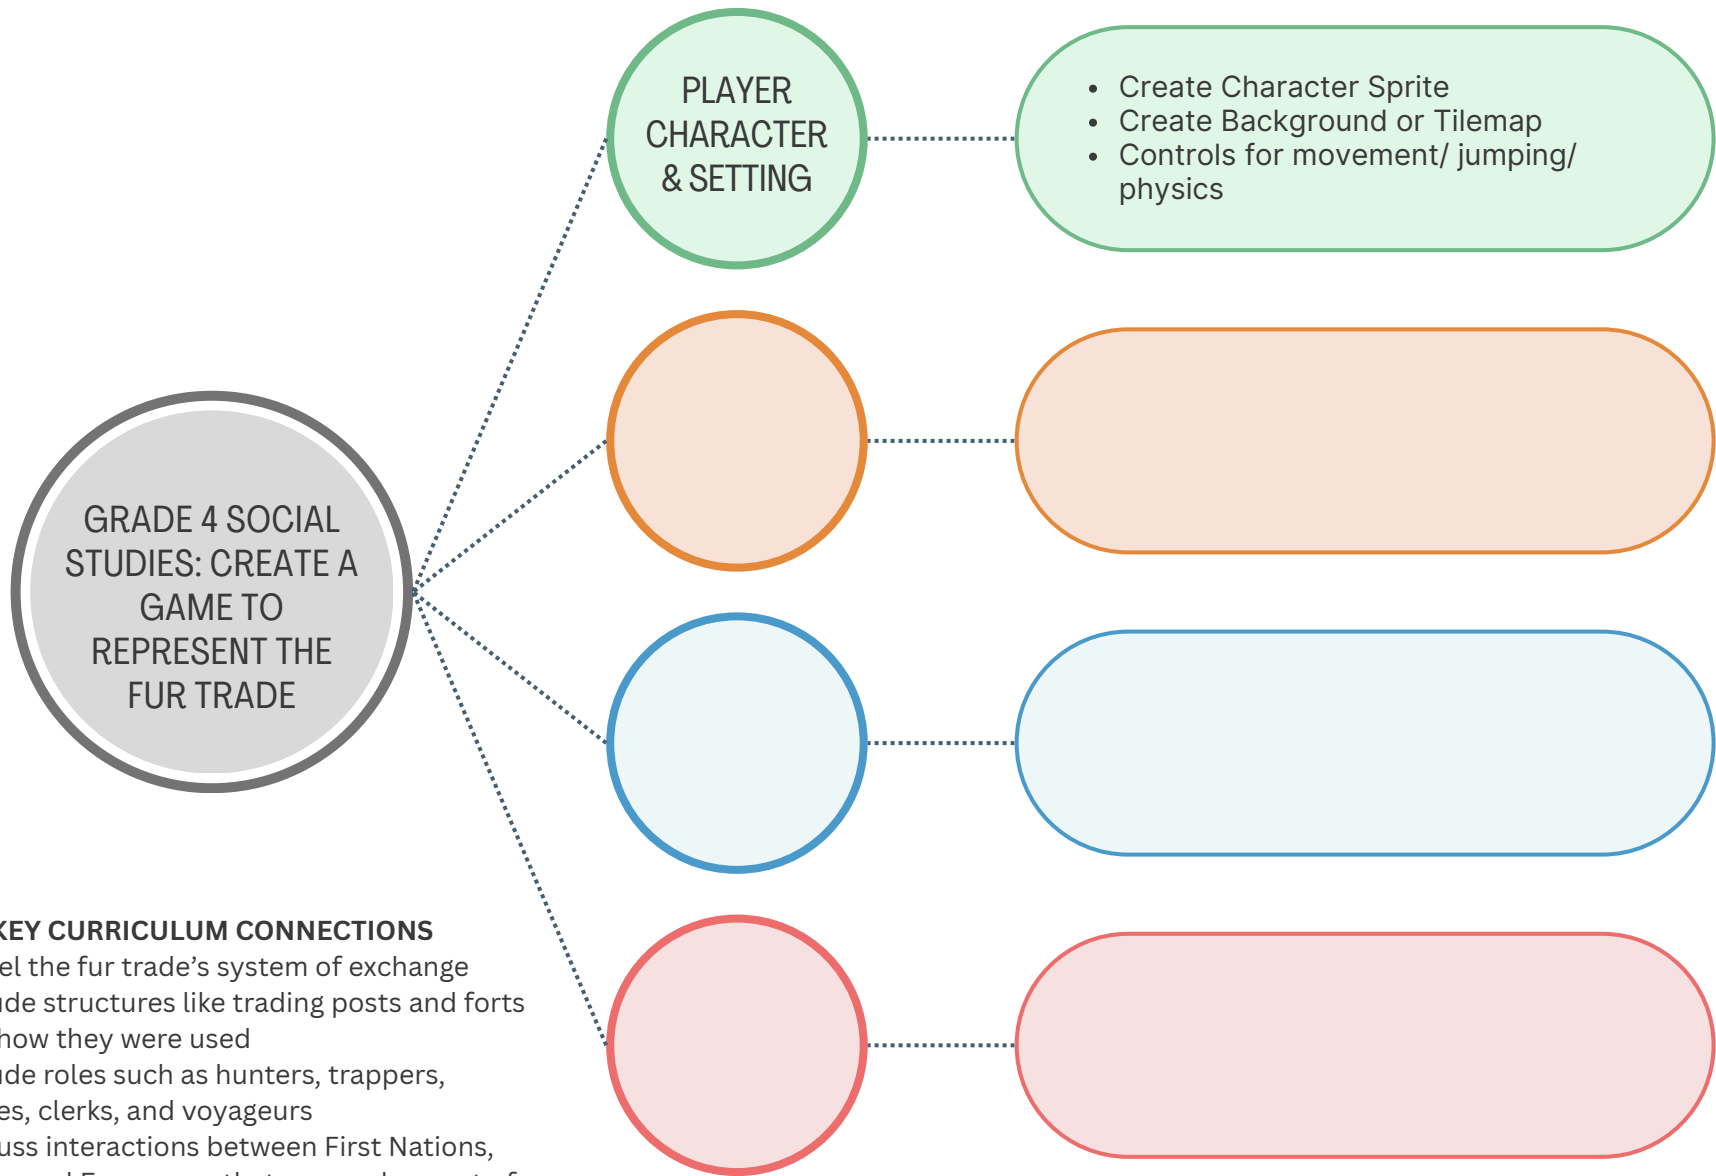 PLAYER
CHARACTER
& SETTING
• Create Character Sprite
• Create Background or Tilemap
• Controls for movement/ jumping/
physics
GRADE 4 SOCIAL
STUDIES: CREATE A
GAME TO
REPRESENT THE
FUR TRADE
KEY CURRICULUM CONNECTIONS
el the fur trade’s system of exchange
ude structures like trading posts and forts
how they were used
ude roles such as hunters, trappers,
es, clerks, and voyageurs
uss interactions between First Nations,